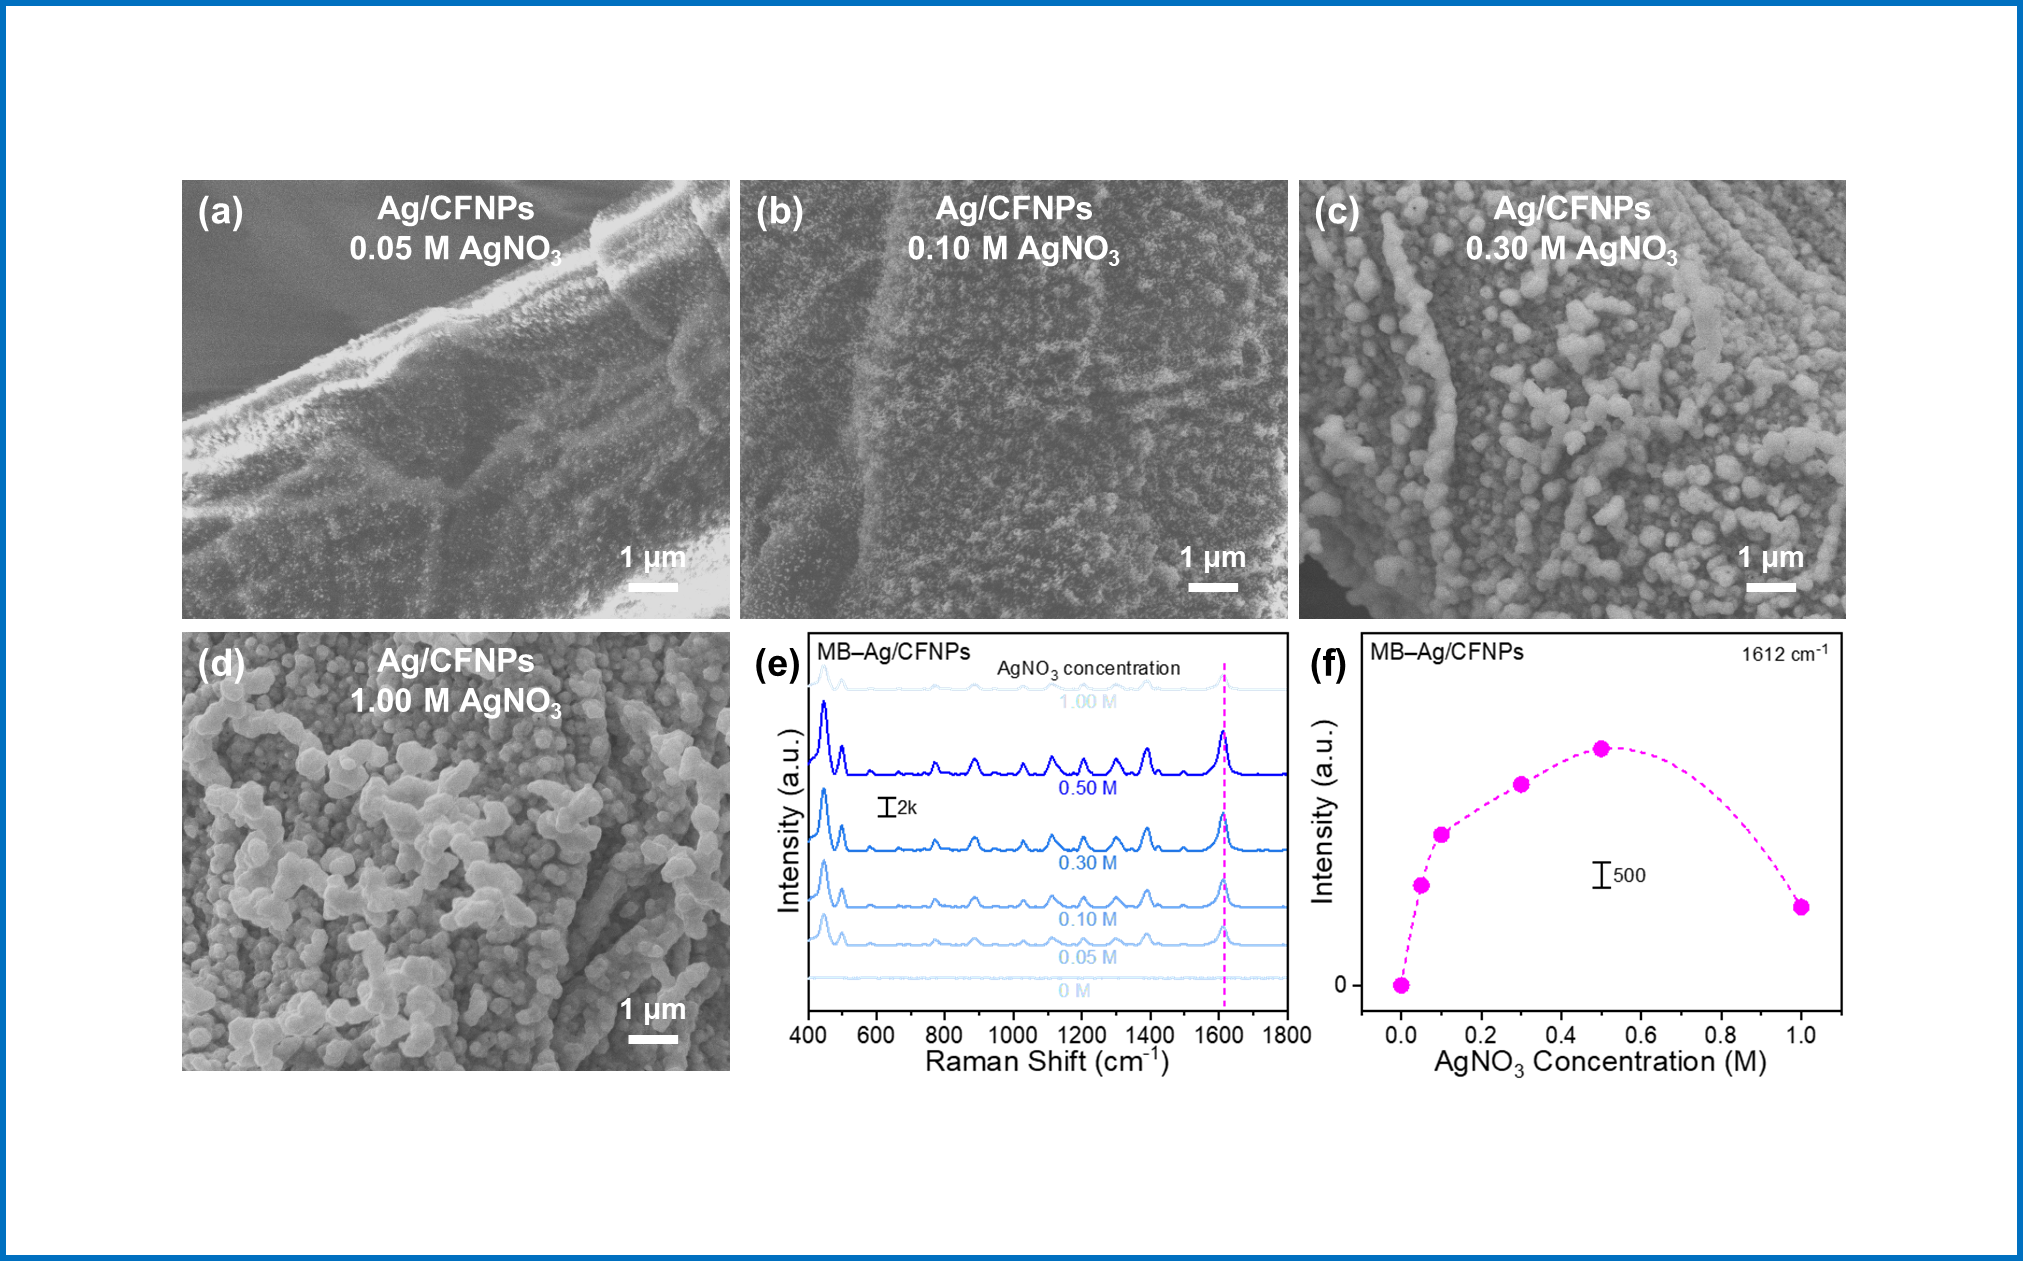 (a)
Ag/CFNPs
0.05 M AgNO₃
1 μm
(b)
Ag/CFNPs
0.10 M AgNO₃
1 μm
(c)
Ag/CFNPs
0.30 M AgNO₃
1 μm
(d)
Ag/CFNPs
1.00 M AgNO₃
1 μm
(e)
MB–Ag/CFNPs
AgNO₃ concentration
1.00 M
0.50 M
2k
0.30 M
0.10 M
0.05 M
0 M
Intensity (a.u.)
400 600 800 1000 1200 1400 1600 1800
Raman Shift (cm⁻¹)
(f)
MB–Ag/CFNPs
1612 cm⁻¹
500
0
Intensity (a.u.)
0.0 0.2 0.4 0.6 0.8 1.0
AgNO₃ Concentration (M)